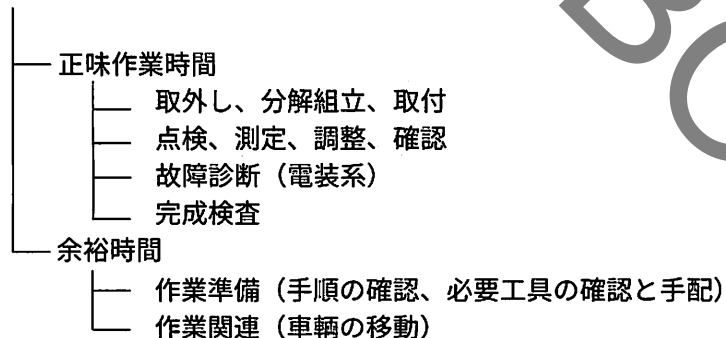 正味作業時間
取外し、分解組立、取付
点検、測定、調整、確認
故障診断（電装系）
完成検査
余裕時間
作業準備（手順の確認、必要工具の確認と手配）
作業関連（車輌の移動）